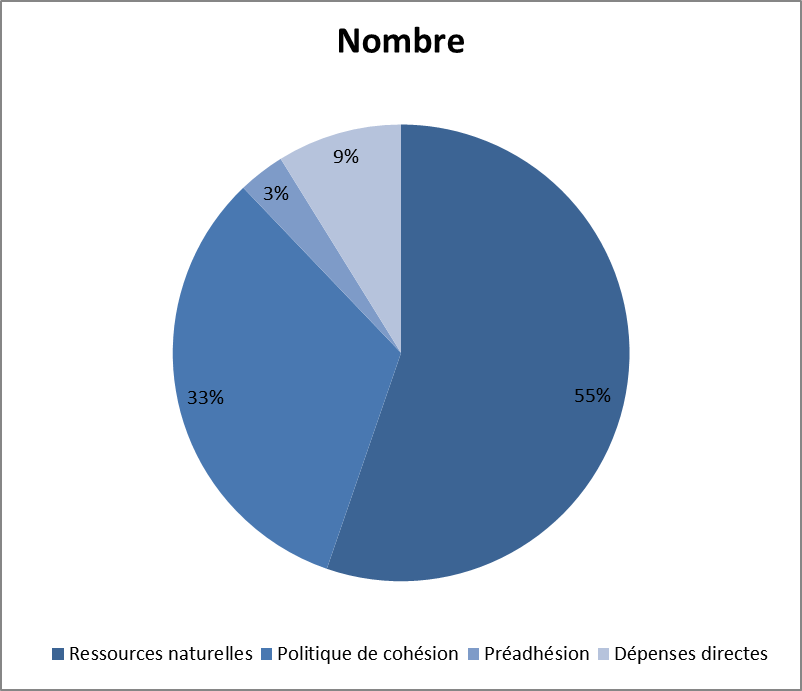 Nombre
9%
3%
33%
55%
Ressources naturelles Politique de cohésion Préadhésion Dépenses directes